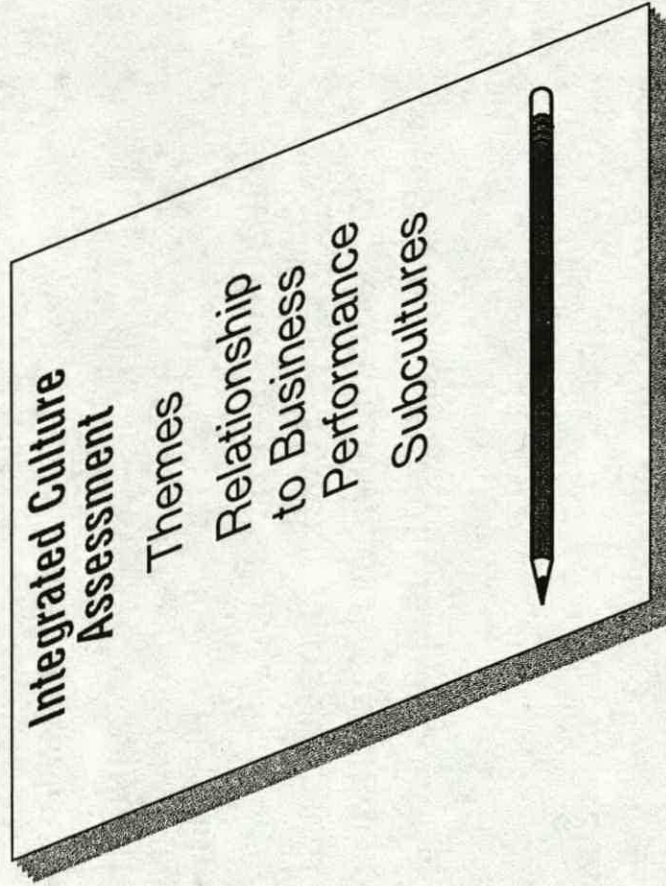 Integrated Culture
Assessment
Themes
Relationship
to Business
Performance
Subcultures